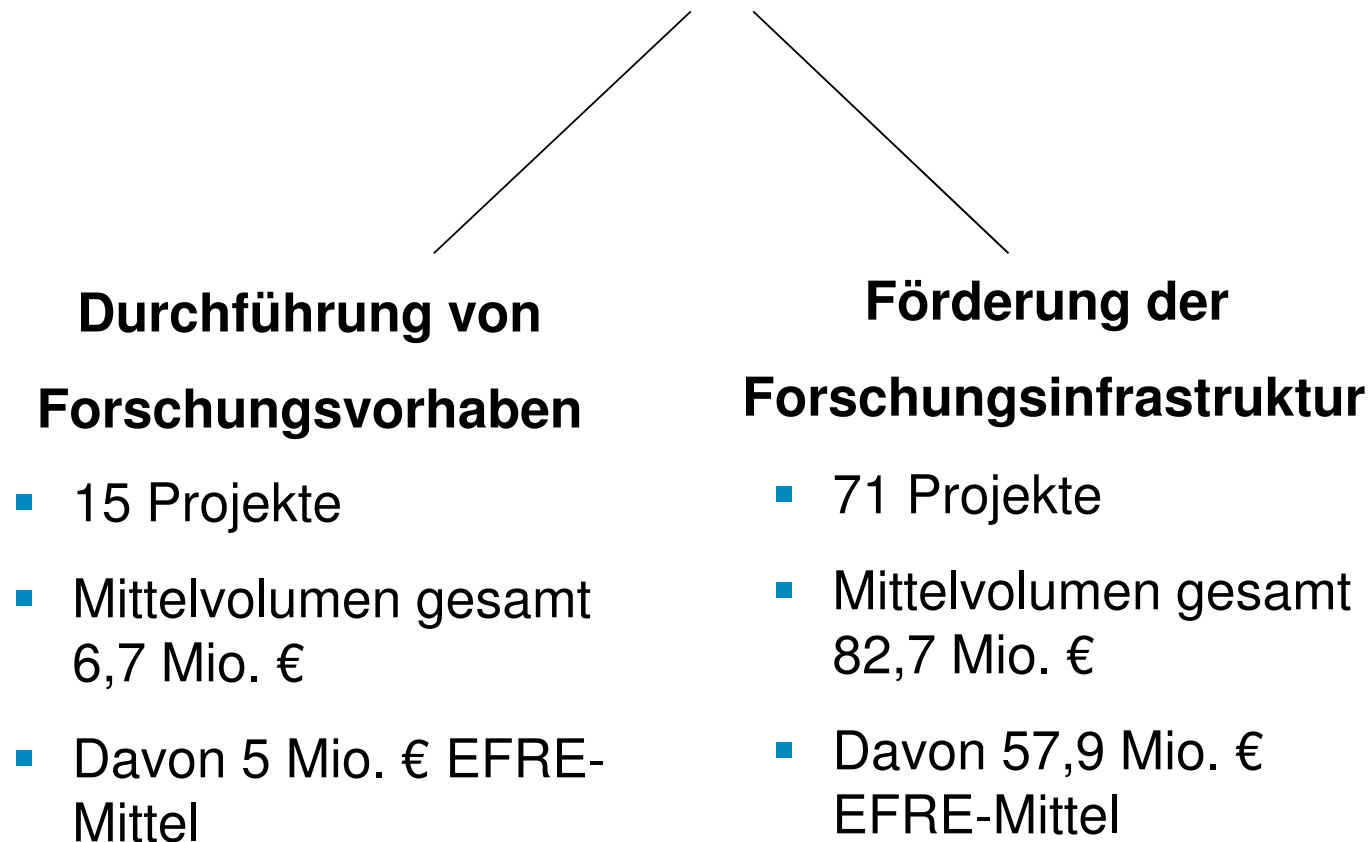 Durchführung von
Forschungsvorhaben
▪ 15 Projekte
▪ Mittelvolumen gesamt
6,7 Mio. €
▪ Davon 5 Mio. € EFRE-
Mittel
Förderung der
Forschungsinfrastruktur
▪ 71 Projekte
▪ Mittelvolumen gesamt
82,7 Mio. €
▪ Davon 57,9 Mio. €
EFRE-Mittel